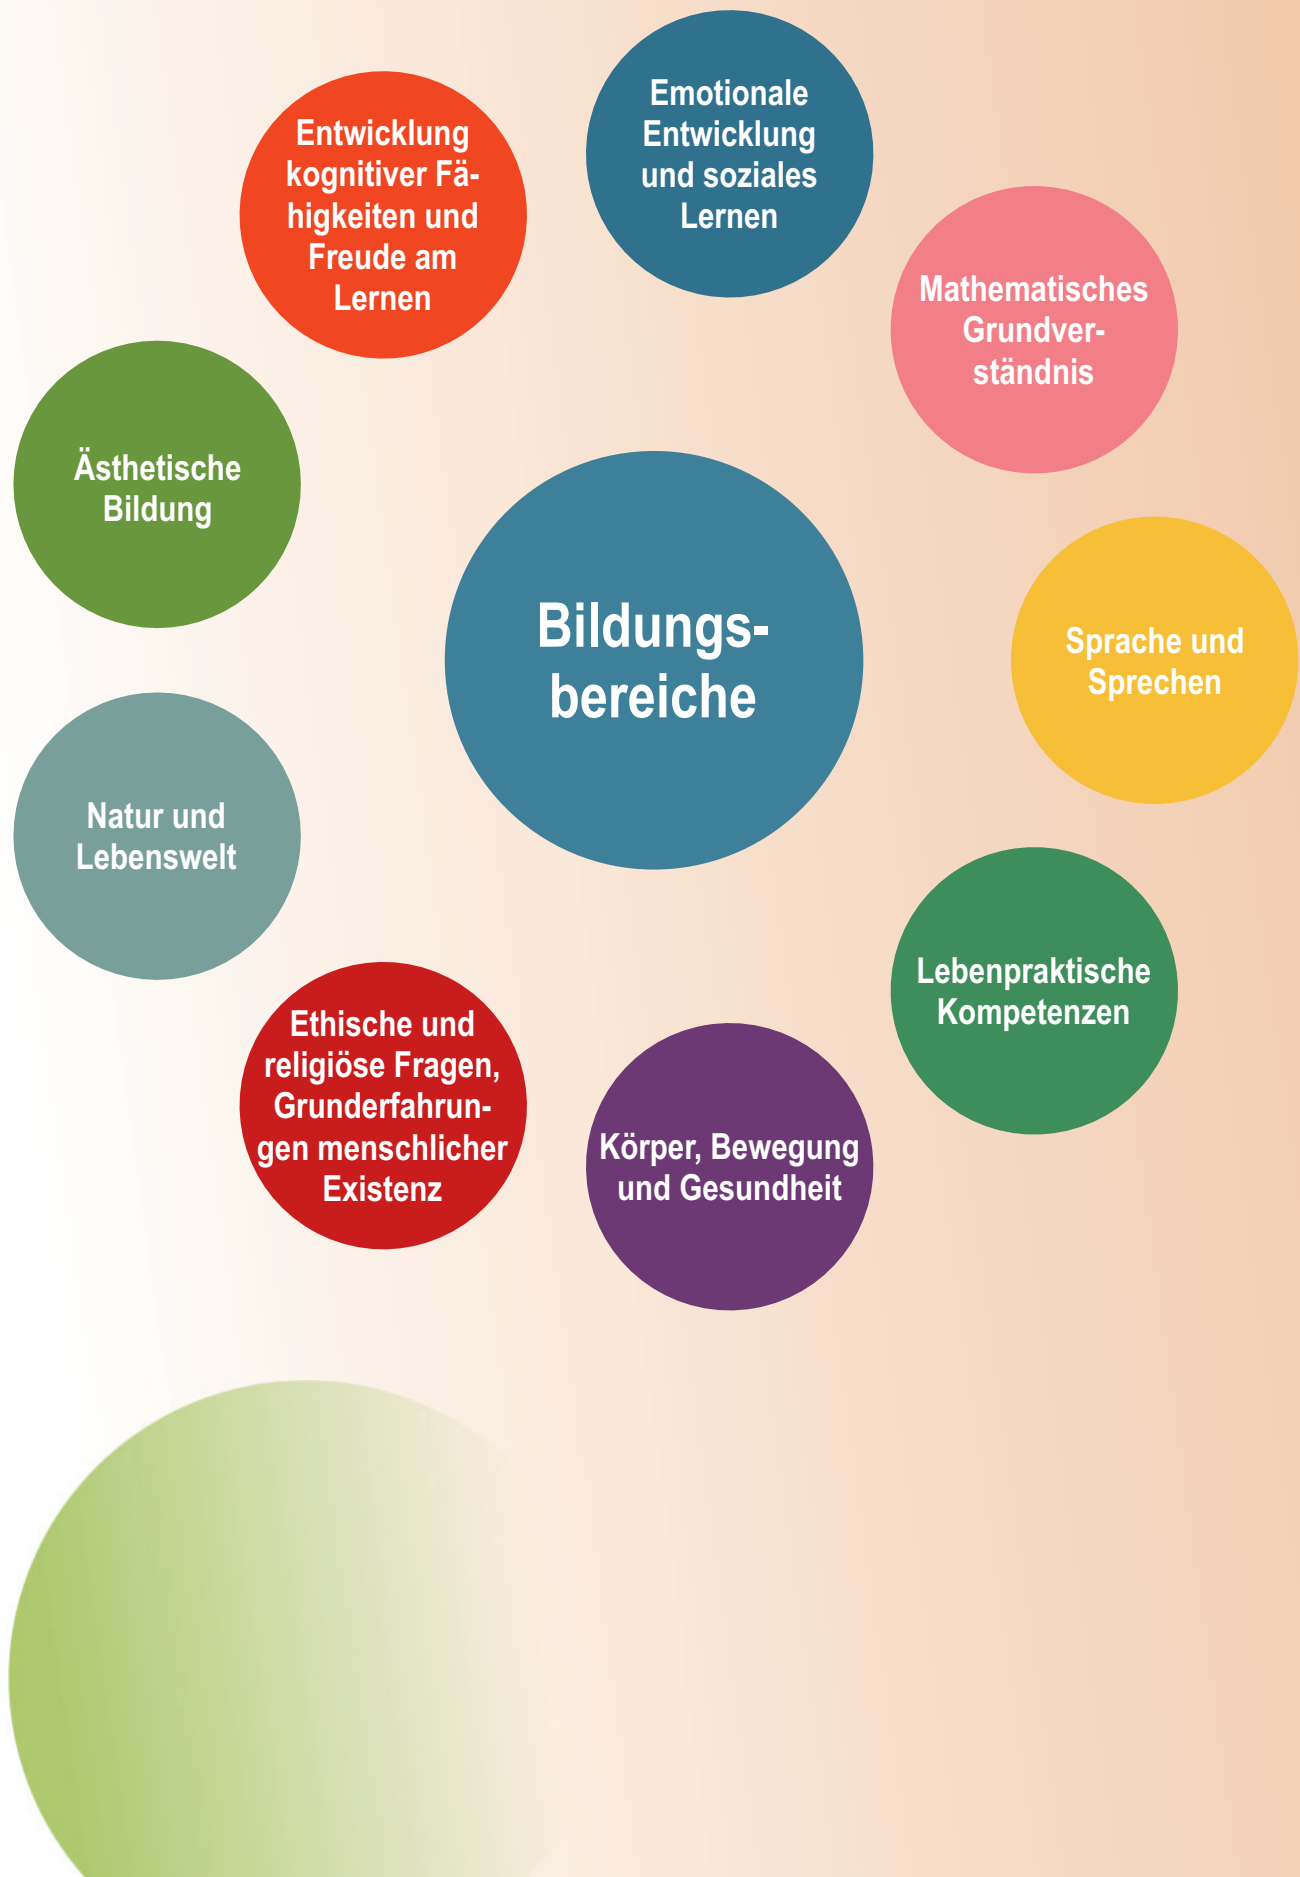 Emotionale
Entwicklung
und soziales
Lernen
Entwicklung
kognitiver Fä-
higkeiten und
Freude am
Lernen
Mathematisches
Grundver-
ständnis
Ästhetische
Bildung
Bildungs-
bereiche
Sprache und
Sprechen
Natur und
Lebenswelt
Lebenpraktische
Kompetenzen
Ethische und
religiöse Fragen,
Grunderfahrun-
gen menschlicher
Existenz
Körper, Bewegung
und Gesundheit